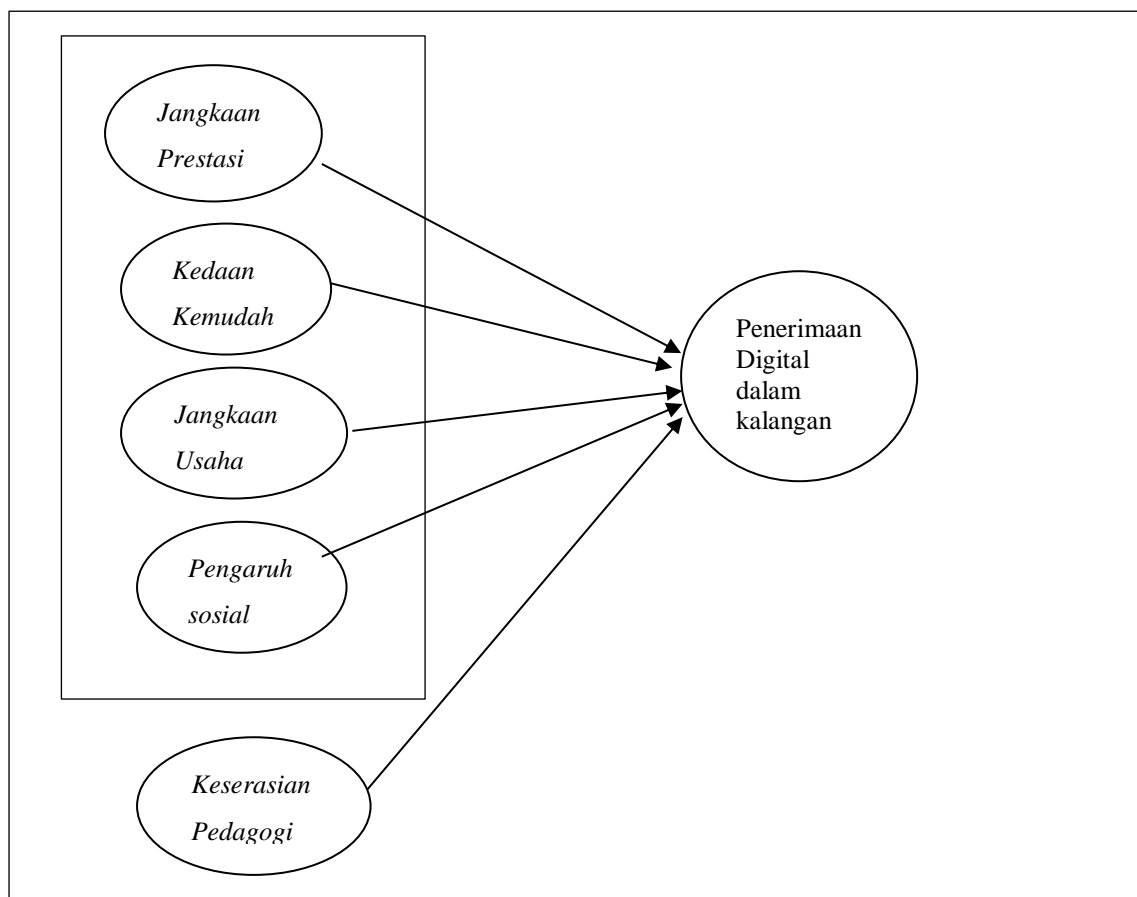 Jangkaan
Prestasi
Kedaan
Kemudah
Jangkaan
Usaha
Pengaruh
sosial
Keserasian
Pedagogi
Penerimaan
Digital
dalam
kalangan